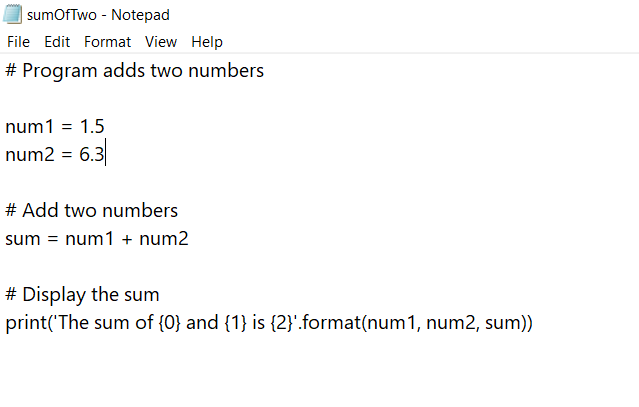 sumOfTwo - Notepad
File Edit Format View Help
# Program adds two numbers
num1 = 1.5
num2 = 6.3
# Add two numbers
sum = num1 + num2
# Display the sum
print('The sum of {0} and {1} is {2}'.format(num1, num2, sum))